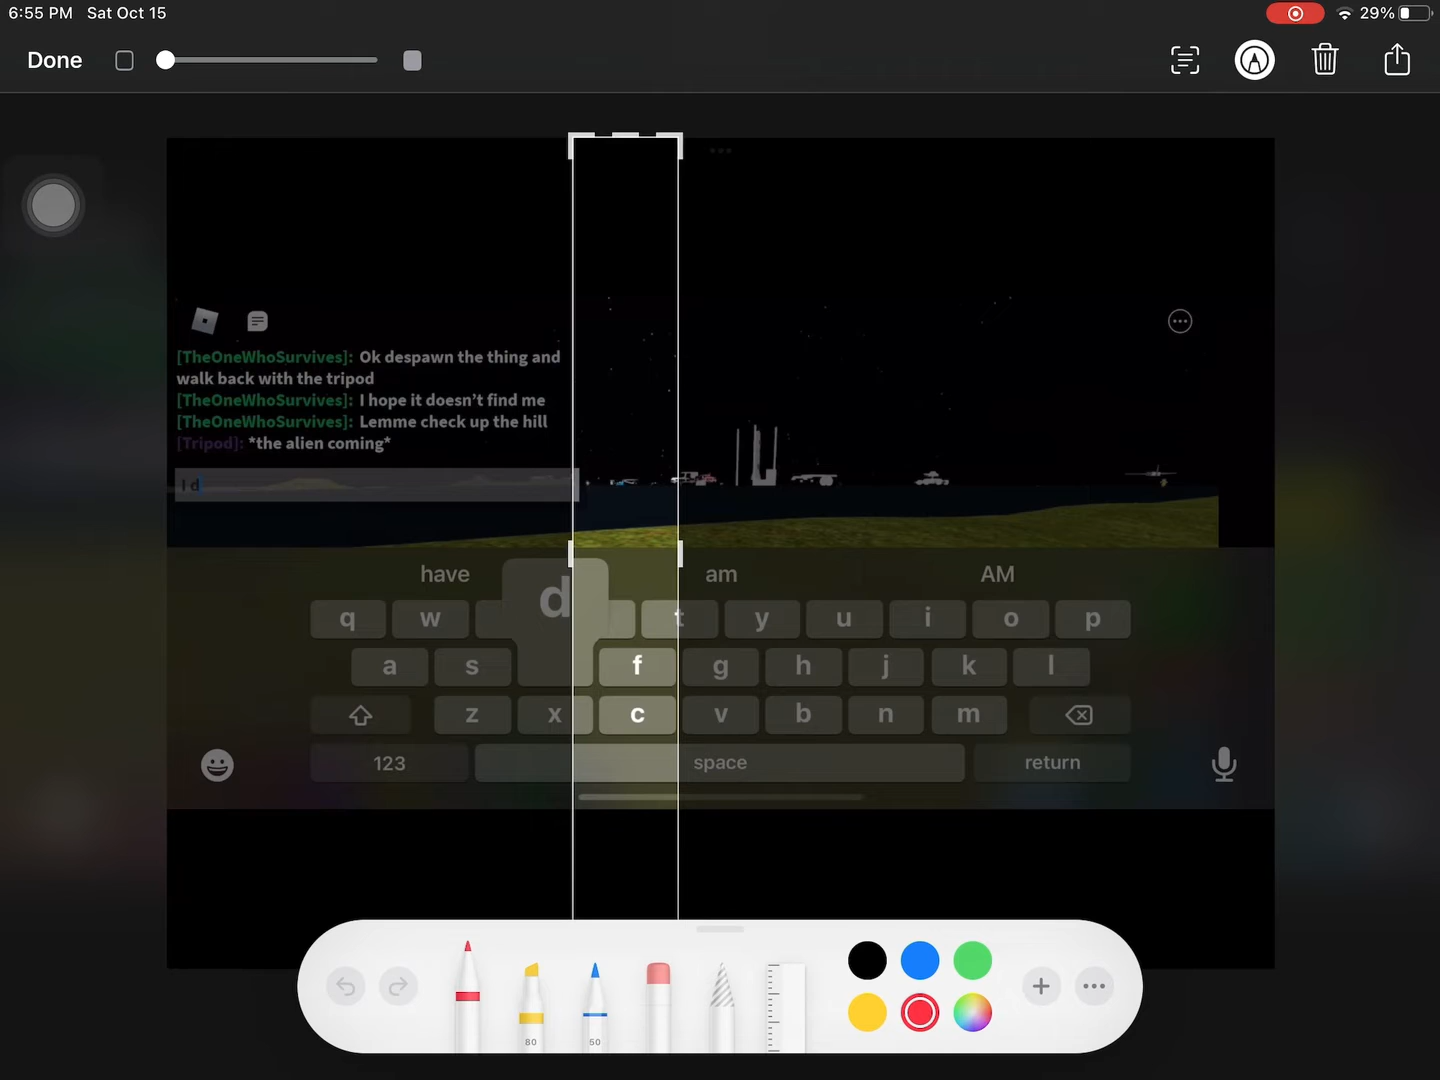 6:55 PM Sat Oct 15
29%
Done
[TheOneWhoSurvives]: Ok despawn the thing and
walk back with the tripod
[TheOneWhoSurvives]: I hope it doesn't find me
[TheOneWhoSurvives]: Lemme check up the hill
[Tripod]: *the alien coming*
I d
have am AM
d
q w t y u i o p
a s f g h j k l
z x c v b n m
123 space return
80 50